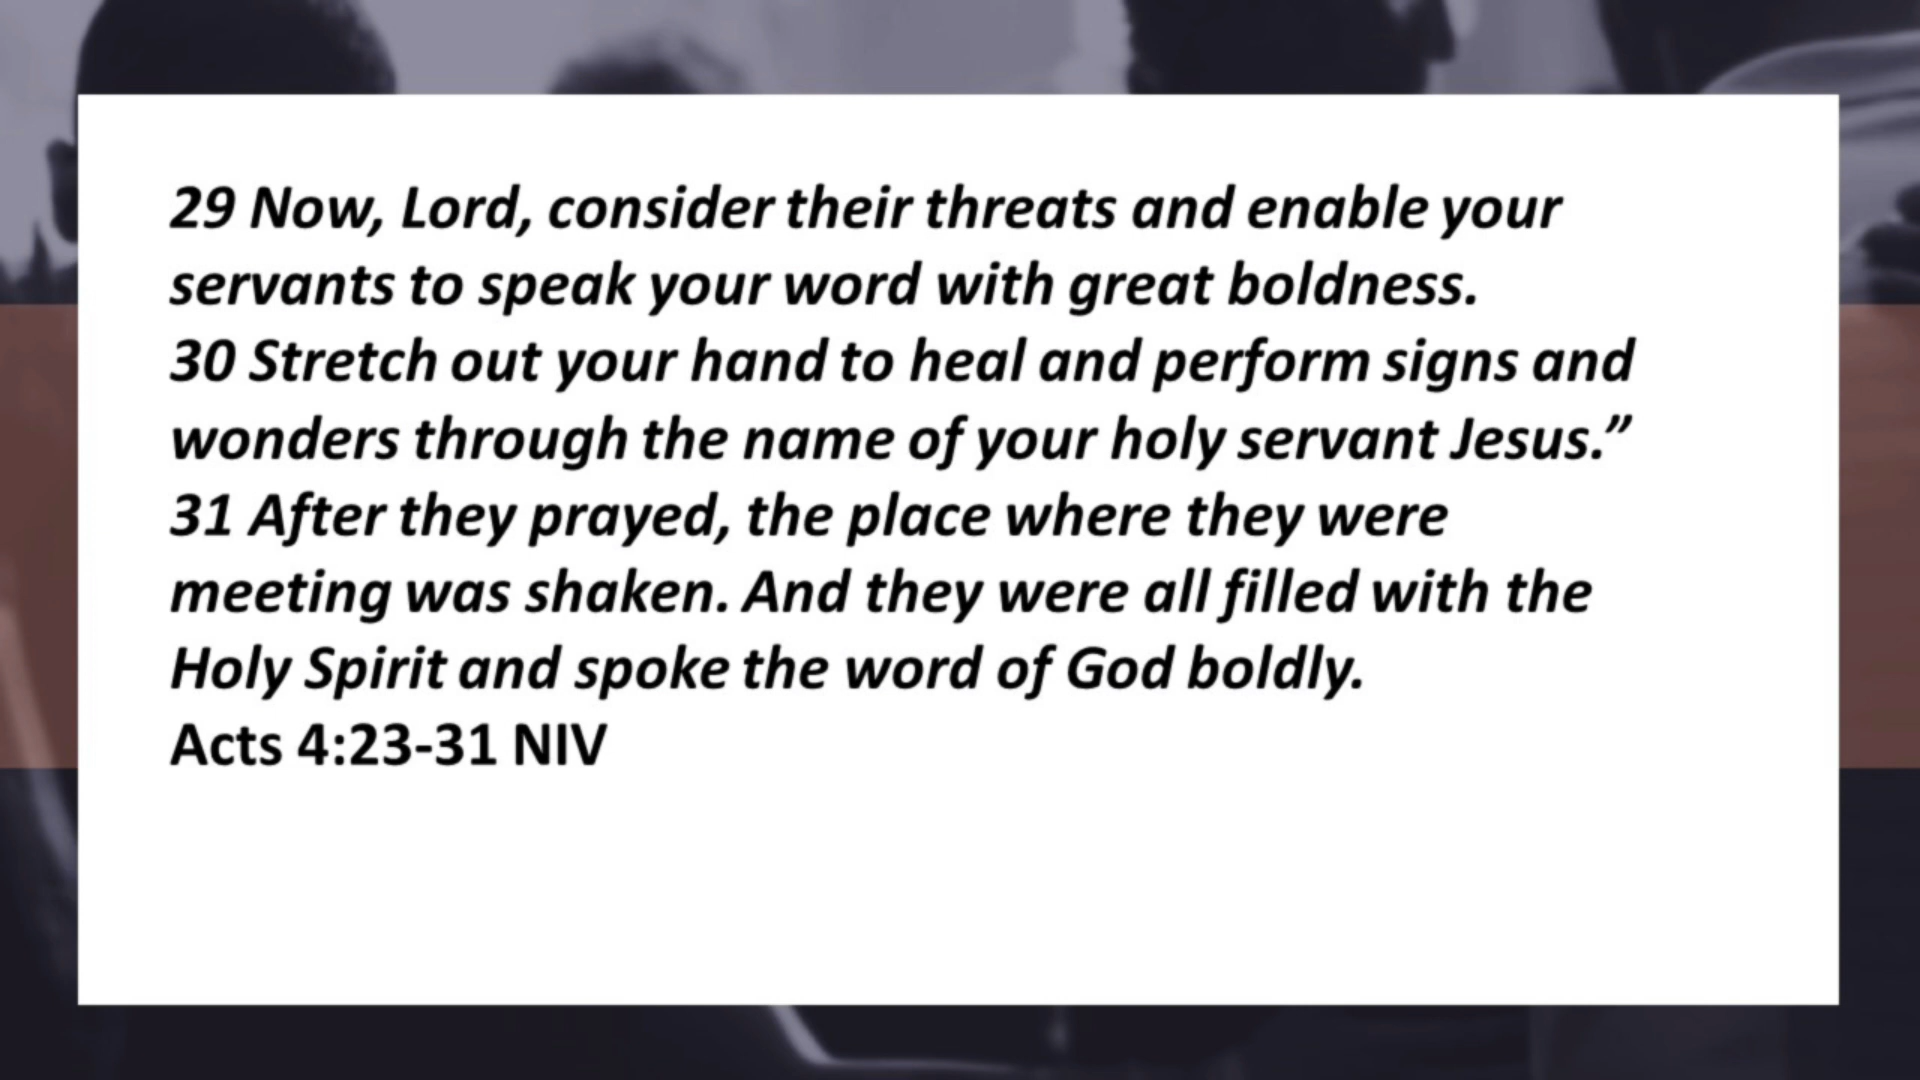 29 Now, Lord, consider their threats and enable your
servants to speak your word with great boldness.
30 Stretch out your hand to heal and perform signs and
wonders through the name of your holy servant Jesus.”
31 After they prayed, the place where they were
meeting was shaken. And they were all filled with the
Holy Spirit and spoke the word of God boldly.
Acts 4:23-31 NIV